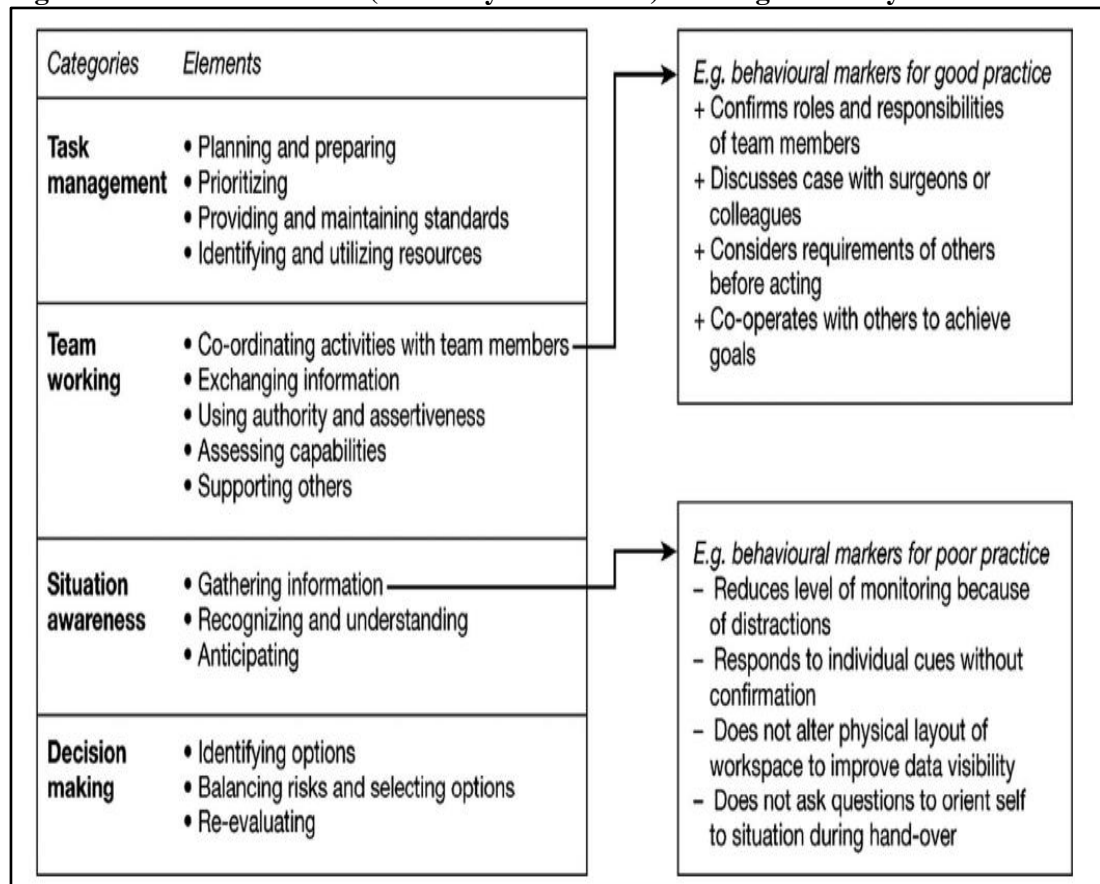 Categories Elements
Task
management
• Planning and preparing
• Prioritizing
• Providing and maintaining standards
• Identifying and utilizing resources
Team
working
• Co-ordinating activities with team members
• Exchanging information
• Using authority and assertiveness
• Assessing capabilities
• Supporting others
Situation
awareness
• Gathering information
• Recognizing and understanding
• Anticipating
Decision
making
• Identifying options
• Balancing risks and selecting options
• Re-evaluating
E.g. behavioural markers for good practice
+ Confirms roles and responsibilities
of team members
+ Discusses case with surgeons or
colleagues
+ Considers requirements of others
before acting
+ Co-operates with others to achieve
goals
E.g. behavioural markers for poor practice
– Reduces level of monitoring because
of distractions
– Responds to individual cues without
confirmation
– Does not alter physical layout of
workspace to improve data visibility
– Does not ask questions to orient self
to situation during hand-over